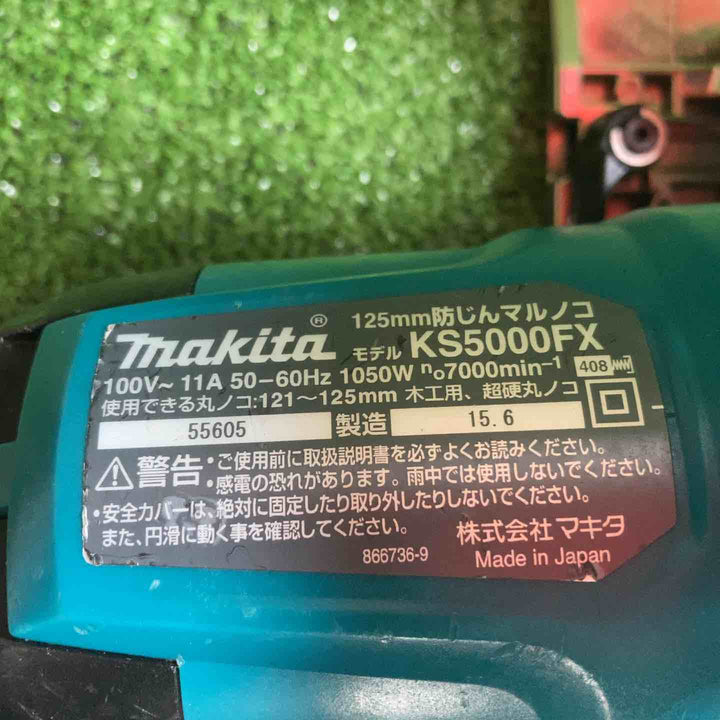 makita® 125mm防じんマルノコ
モデル KS5000FX
100V~ 11A 50-60Hz 1050W n₀7000min⁻¹ 408
使用できる丸ノコ:121~125mm 木工用、超硬丸ノコ
55605 製造 15.6
警告 •ご使用前に取扱説明書を必ずよくお読みください。
•感電の恐れがあります。雨中では使用しないでください。
•安全カバーは、絶対に固定したり取り外したりしないでください。
また、円滑に動く事を確認してください。
株式会社マキタ
866736-9 Made in Japan